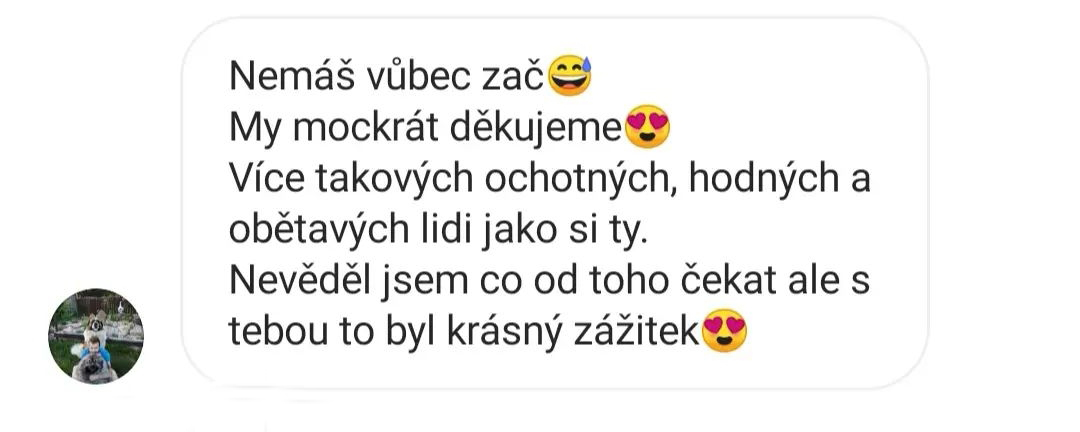 Nemáš vůbec zač😅
My mockrát děkujeme😍
Více takových ochotných, hodných a
obětavých lidi jako si ty.
Nevěděl jsem co od toho čekat ale s
tebou to byl krásný zážitek😍